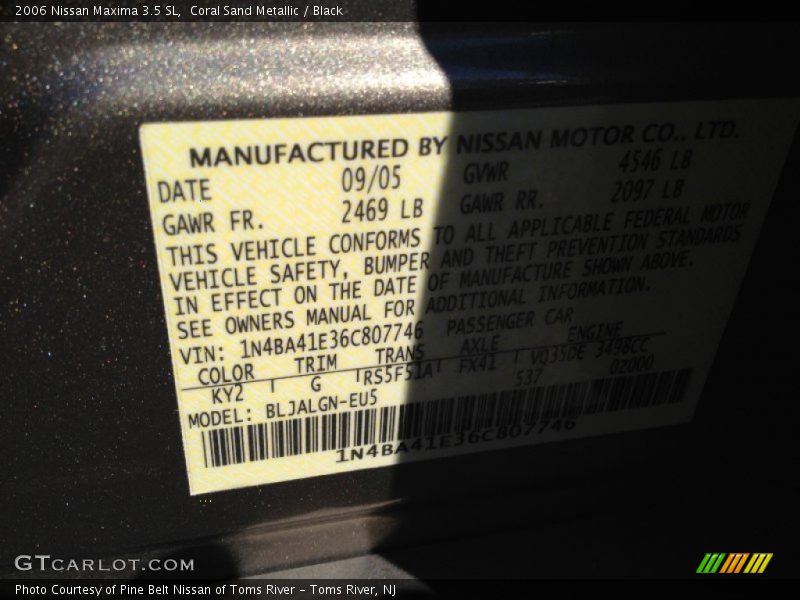 2006 Nissan Maxima 3.5 SL,  Coral Sand Metallic / Black
MANUFACTURED BY NISSAN MOTOR CO., LTD.
DATE 09/05 GVWR 4546 LB
GAWR FR. 2469 LB GAWR RR. 2097 LB
THIS VEHICLE CONFORMS TO ALL APPLICABLE FEDERAL MOTOR
VEHICLE SAFETY, BUMPER AND THEFT PREVENTION STANDARDS
IN EFFECT ON THE DATE OF MANUFACTURE SHOWN ABOVE.
SEE OWNERS MANUAL FOR ADDITIONAL INFORMATION.
VIN: 1N4BA41E36C807746 PASSENGER CAR
COLOR TRIM TRANS AXLE ENGINE
KY2 G RS5F51A FX41 VQ35DE 3498CC
MODEL: BLJALGN-EU5 537 02000
1N4BA41E36C807746
GTCARLOT.COM
Photo Courtesy of Pine Belt Nissan of Toms River – Toms River, NJ